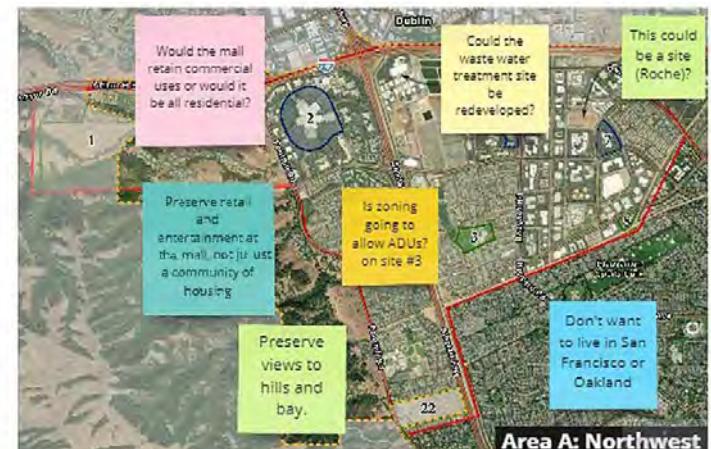 Dublin
Would the mall
retain commercial
uses or would it
be all residential?
Could the
waste water
treatment site
be
redeveloped?
This could
be a site
(Roche)?
1
2
Preserve retail
and
entertainment at
tha mall, not ju ust
a community of
housing
Is zoning
going to
allow ADUs?
on site #3
3
Preserve
views to
hills and
bay.
Don't want
to live in San
Francisco or
Oakland
22
Area A: Northwest